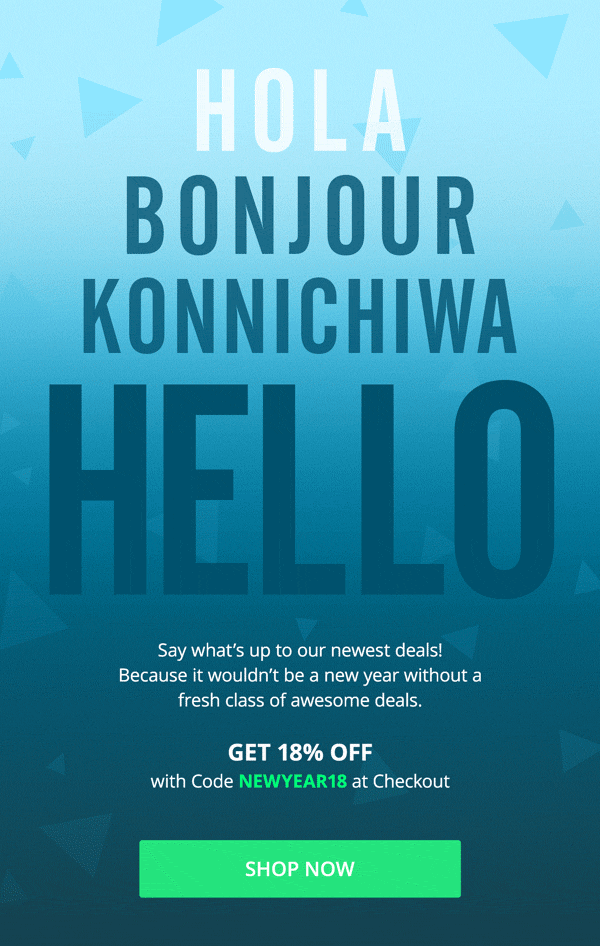 HOLA
BONJOUR
KONNICHIWA
HELLO
Say what’s up to our newest deals!
Because it wouldn’t be a new year without a
fresh class of awesome deals.
GET 18% OFF
with Code NEWYEAR18 at Checkout
SHOP NOW